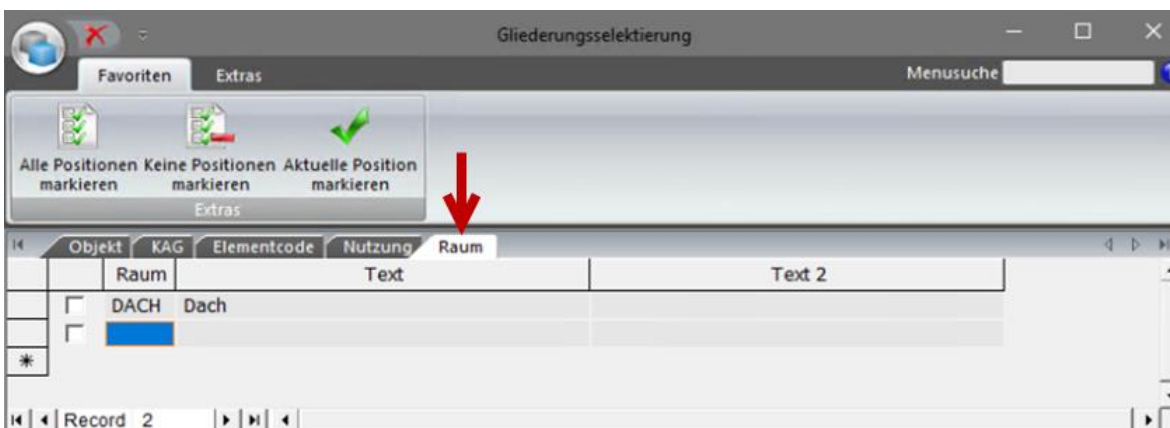 Gliederungsselektierung
Favoriten Extras Menusuche
Alle Positionen markieren
Keine Positionen markieren
Aktuelle Position markieren
Extras
Objekt KAG Elementcode Nutzung Raum
Raum Text Text 2
DACH Dach
Record 2